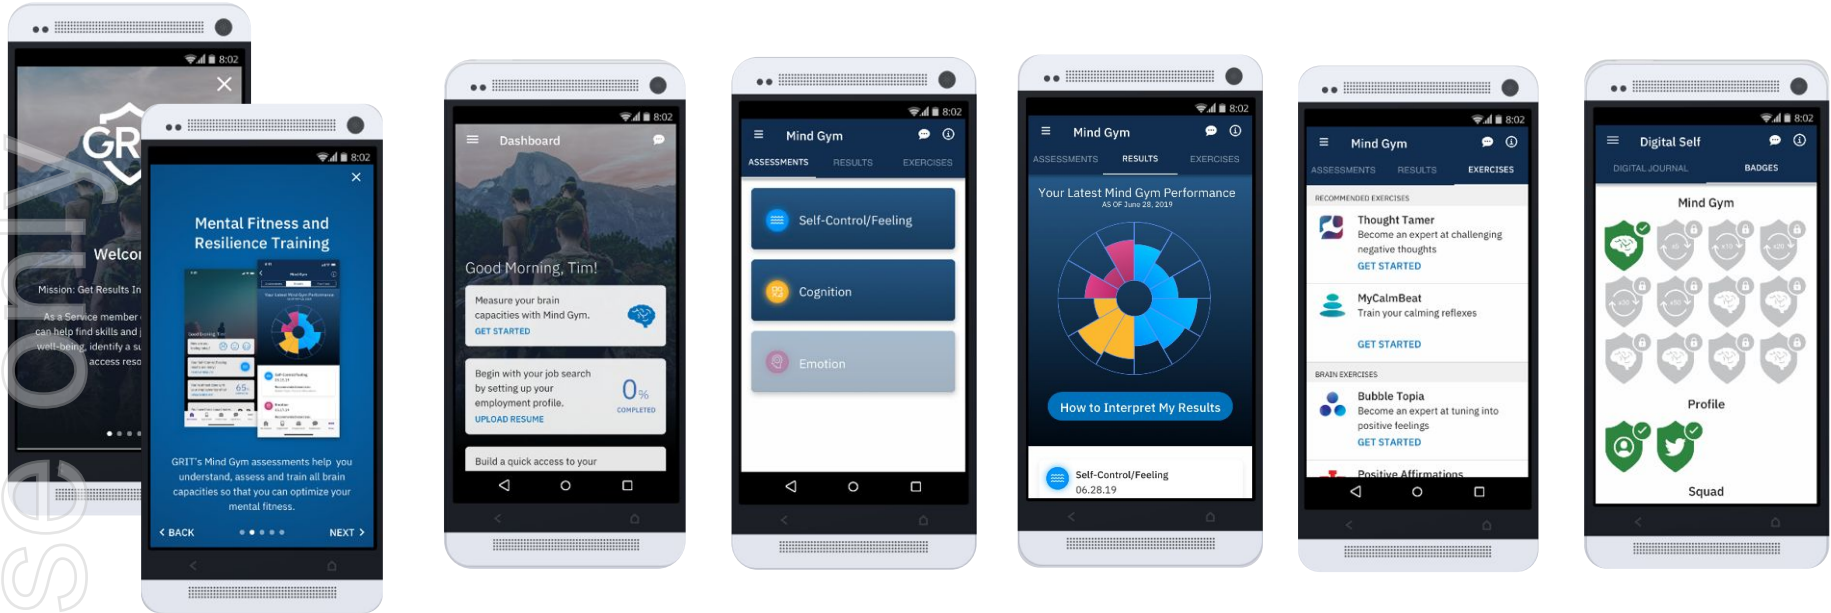 8:02
GR
Welcor
Mission: Get Results In
As a Service member
can help find skills and
well-being, identify a su
access reso
8:02
Mental Fitness and
Resilience Training
GRIT's Mind Gym assessments help you
understand, assess and train all brain
capacities so that you can optimize your
mental fitness.
< BACK
NEXT >
8:02
Dashboard
Good Morning, Tim!
Measure your brain
capacities with Mind Gym.
GET STARTED
Begin with your job search
by setting up your
employment profile.
UPLOAD RESUME
0%
COMPLETED
Build a quick access to your
8:02
Mind Gym
ASSESSMENTS RESULTS EXERCISES
Self-Control/Feeling
Cognition
Emotion
8:02
Mind Gym
ASSESSMENTS RESULTS EXERCISES
Your Latest Mind Gym Performance
AS OF June 28, 2019
How to Interpret My Results
Self-Control/Feeling
06.28.19
8:02
Mind Gym
ASSESSMENTS RESULTS EXERCISES
RECOMMENDED EXERCISES
Thought Tamer
Become an expert at challenging
negative thoughts
GET STARTED
MyCalmBeat
Train your calming reflexes
GET STARTED
BRAIN EXERCISES
Bubble Topia
Become an expert at tuning into
positive feelings
GET STARTED
Positive Affirmations
8:02
Digital Self
DIGITAL JOURNAL BADGES
Mind Gym
x5 x10 x20
Profile
Squad
se only